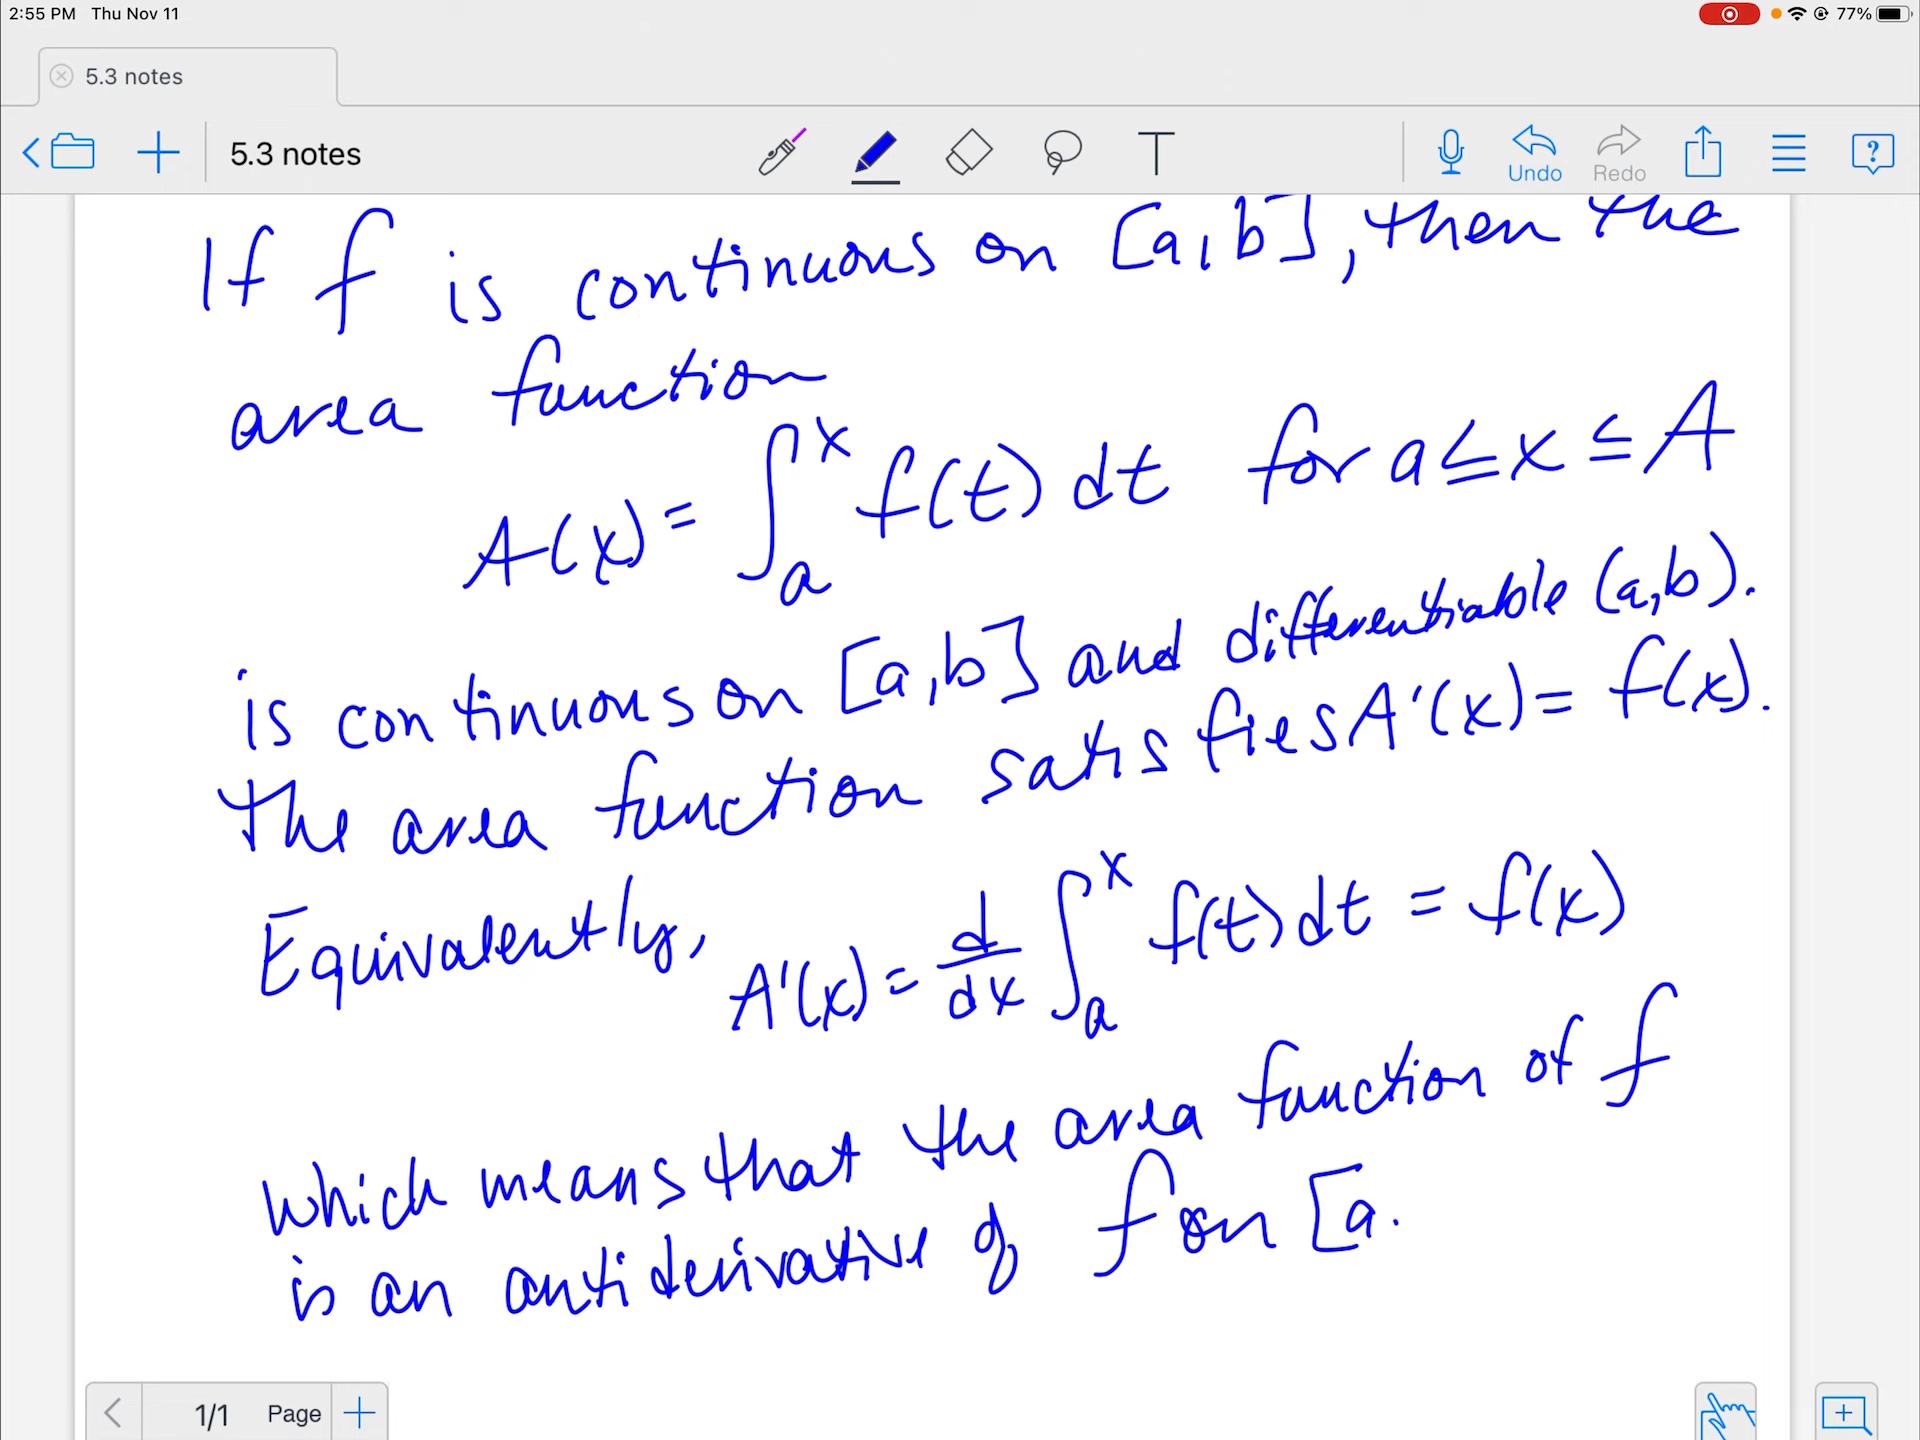 2:55 PM Thu Nov 11 77%
5.3 notes
5.3 notes T Undo Redo ?
If f is continuous on [a,b], then the
area function
A(x) = ∫_a^x f(t) dt for a ≤ x ≤ A
is continuous on [a,b] and differentiable (a,b).
the area function satisfies A'(x) = f(x).
Equivalently, A'(x) = d/dx ∫_a^x f(t) dt = f(x)
which means that the area function of f
is an antiderivative of f on [a.
1/1 Page